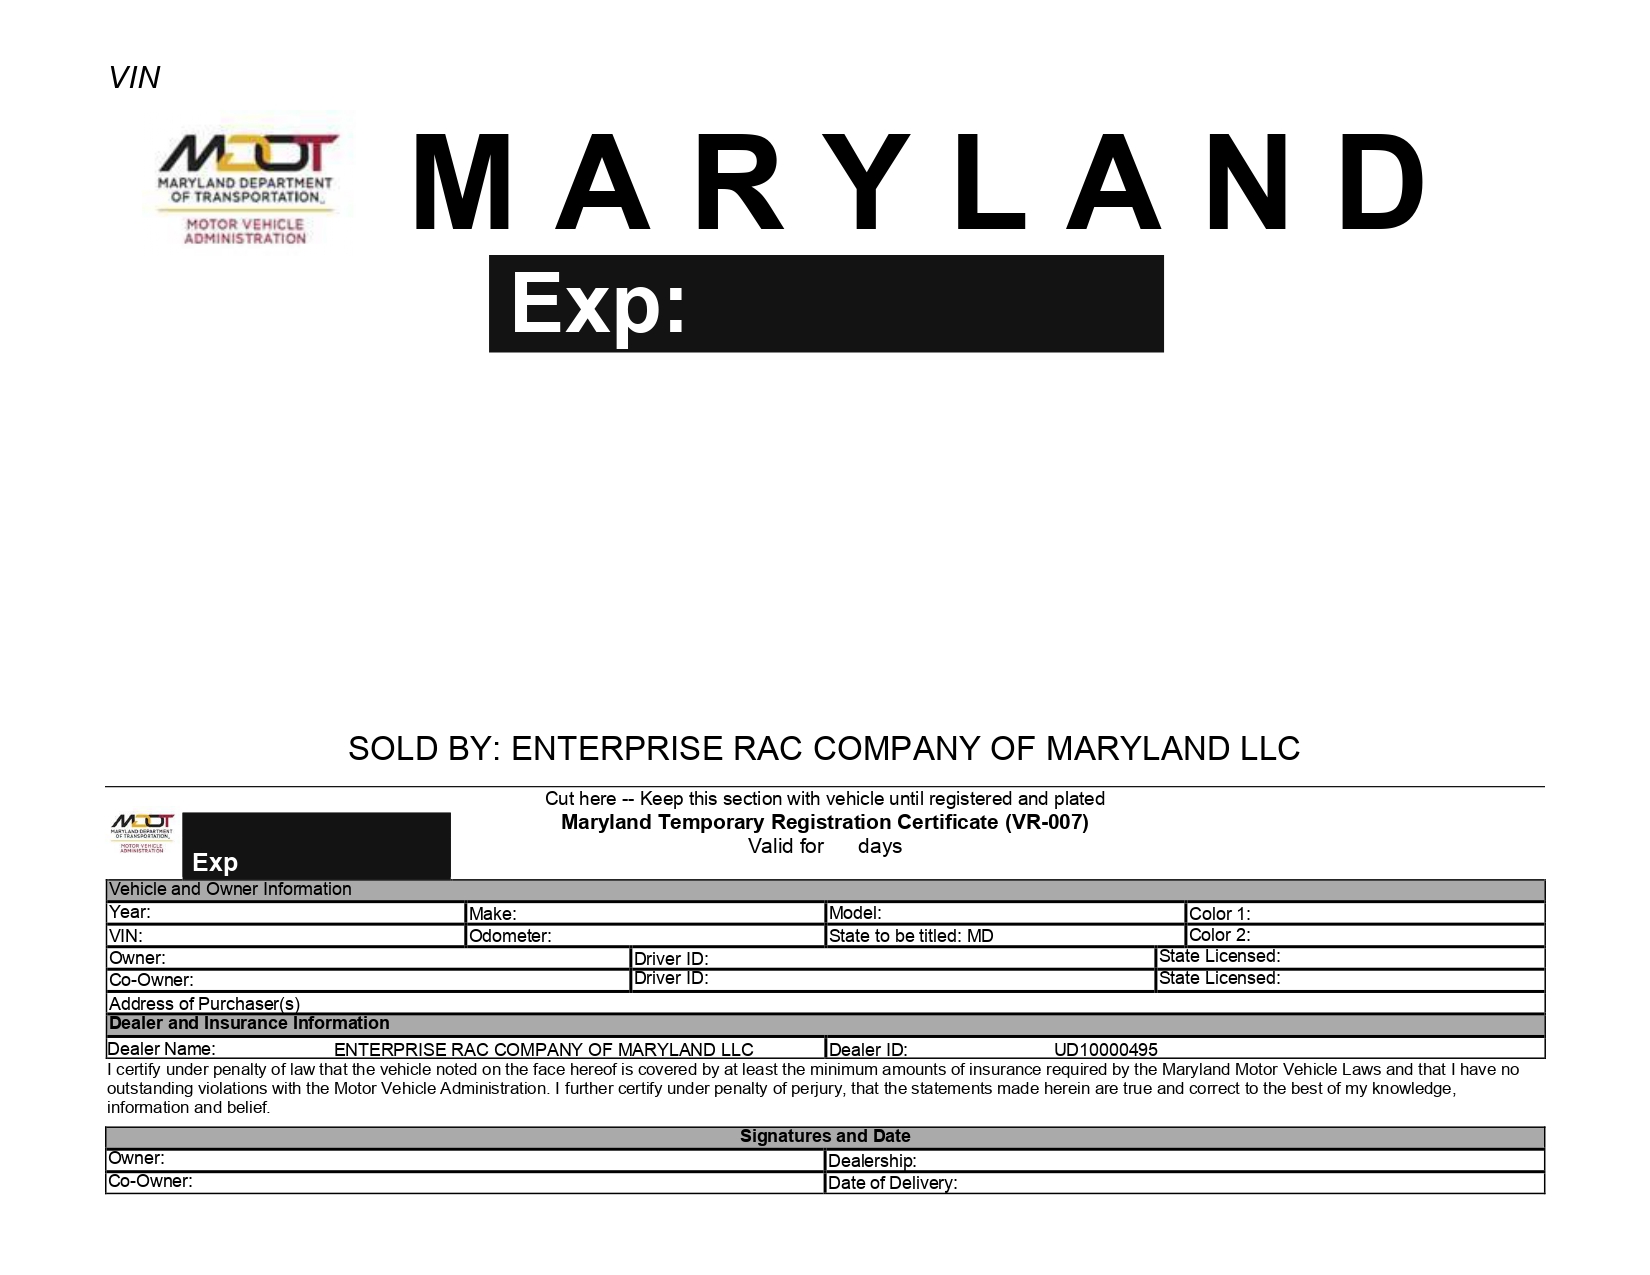 VIN
MDOT
MARYLAND DEPARTMENT
OF TRANSPORTATION
MOTOR VEHICLE
ADMINISTRATION
MARYLAND
Exp:
SOLD BY: ENTERPRISE RAC COMPANY OF MARYLAND LLC
Cut here -- Keep this section with vehicle until registered and plated
MDOT
MARYLAND DEPARTMENT
OF TRANSPORTATION
MOTOR VEHICLE
ADMINISTRATION
Exp
Maryland Temporary Registration Certificate (VR-007)
Valid for days
Vehicle and Owner Information
Year: Make: Model: Color 1:
VIN: Odometer: State to be titled: MD Color 2:
Owner: Driver ID: State Licensed:
Co-Owner: Driver ID: State Licensed:
Address of Purchaser(s)
Dealer and Insurance Information
Dealer Name: ENTERPRISE RAC COMPANY OF MARYLAND LLC Dealer ID: UD10000495
I certify under penalty of law that the vehicle noted on the face hereof is covered by at least the minimum amounts of insurance required by the Maryland Motor Vehicle Laws and that I have no
outstanding violations with the Motor Vehicle Administration. I further certify under penalty of perjury, that the statements made herein are true and correct to the best of my knowledge,
information and belief.
Signatures and Date
Owner: Dealership:
Co-Owner: Date of Delivery: